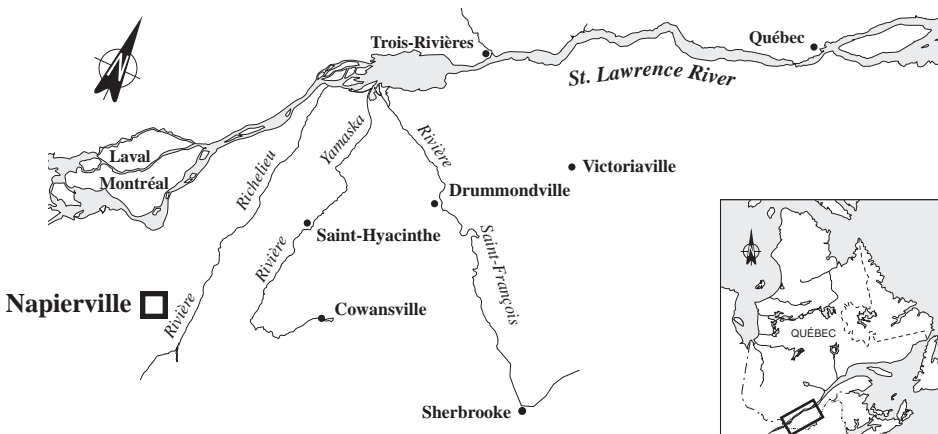 N
Trois-Rivières
Québec
St. Lawrence River
Laval
Montréal
Rivière Richelieu
Rivière Yamaska
Rivière Saint-François
Victoriaville
Drummondville
Saint-Hyacinthe
Napierville
Cowansville
Sherbrooke
N
QUÉBEC